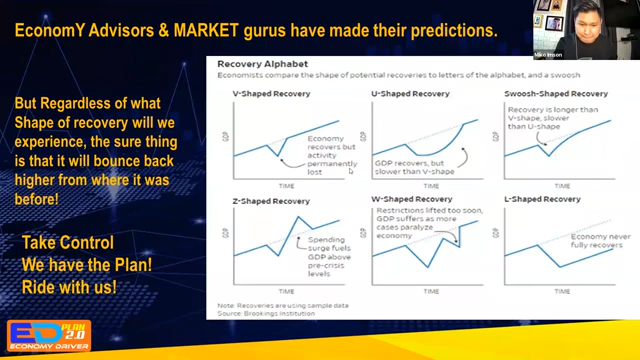 EconomY Advisors & MARKET gurus have made their predictions.
Miko Imson
But Regardless of what
Shape of recovery will we
experience, the sure thing
is that it will bounce back
higher from where it was
before!
Take Control
We have the Plan!
Ride with us!
ED PLAN
2.0
ECONOMY DRIVER
Recovery Alphabet
Economists compare the shape of potential recoveries to letters of the alphabet, and a swoosh
V-Shaped Recovery
GDP
Economy
recovers but
activity
permanently
lost
TIME
U-Shaped Recovery
GDP
GDP recovers, but
slower than V-shape
TIME
Swoosh-Shaped Recovery
GDP
Recovery is longer than
V-shape, slower
than U-shape
TIME
Z-Shaped Recovery
GDP
Spending
surge fuels
GDP above
pre-crisis
levels
TIME
W-Shaped Recovery
GDP
Restrictions lifted too soon,
GDP suffers as more
cases paralyze
economy
TIME
L-Shaped Recovery
GDP
Economy never
fully recovers
TIME
Note: Recoveries are using sample data
Source: Brookings Institution